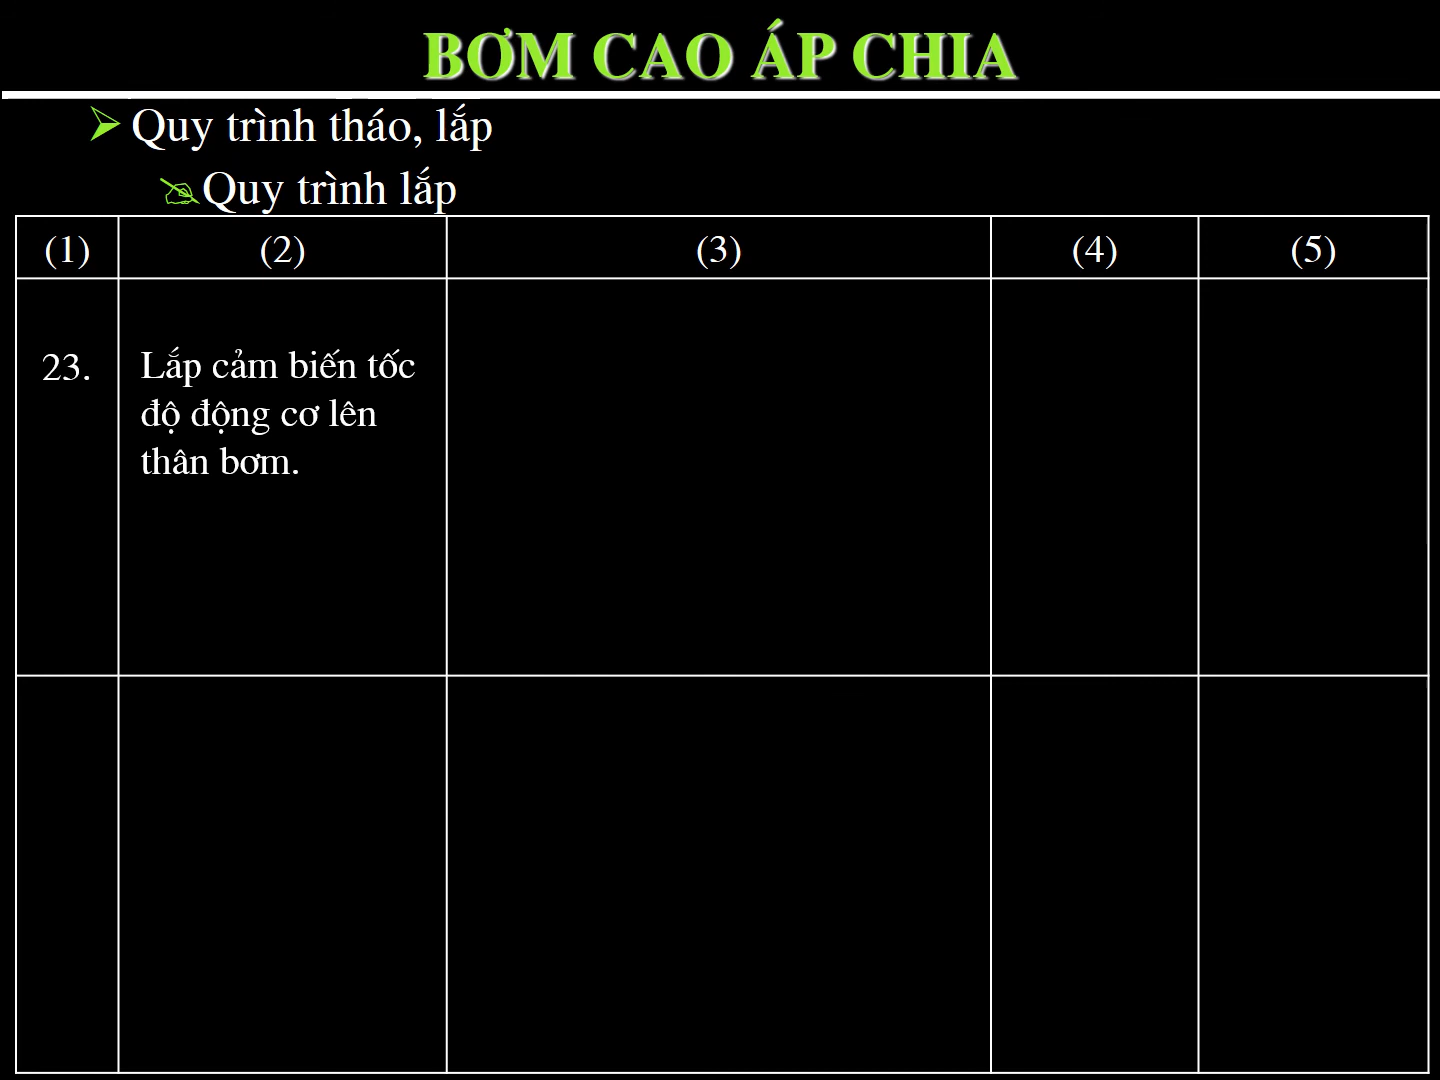 BƠM CAO ÁP CHIA
Quy trình tháo, lắp
Quy trình lắp
(1) (2) (3) (4) (5)
23. Lắp cảm biến tốc
độ động cơ lên
thân bơm.